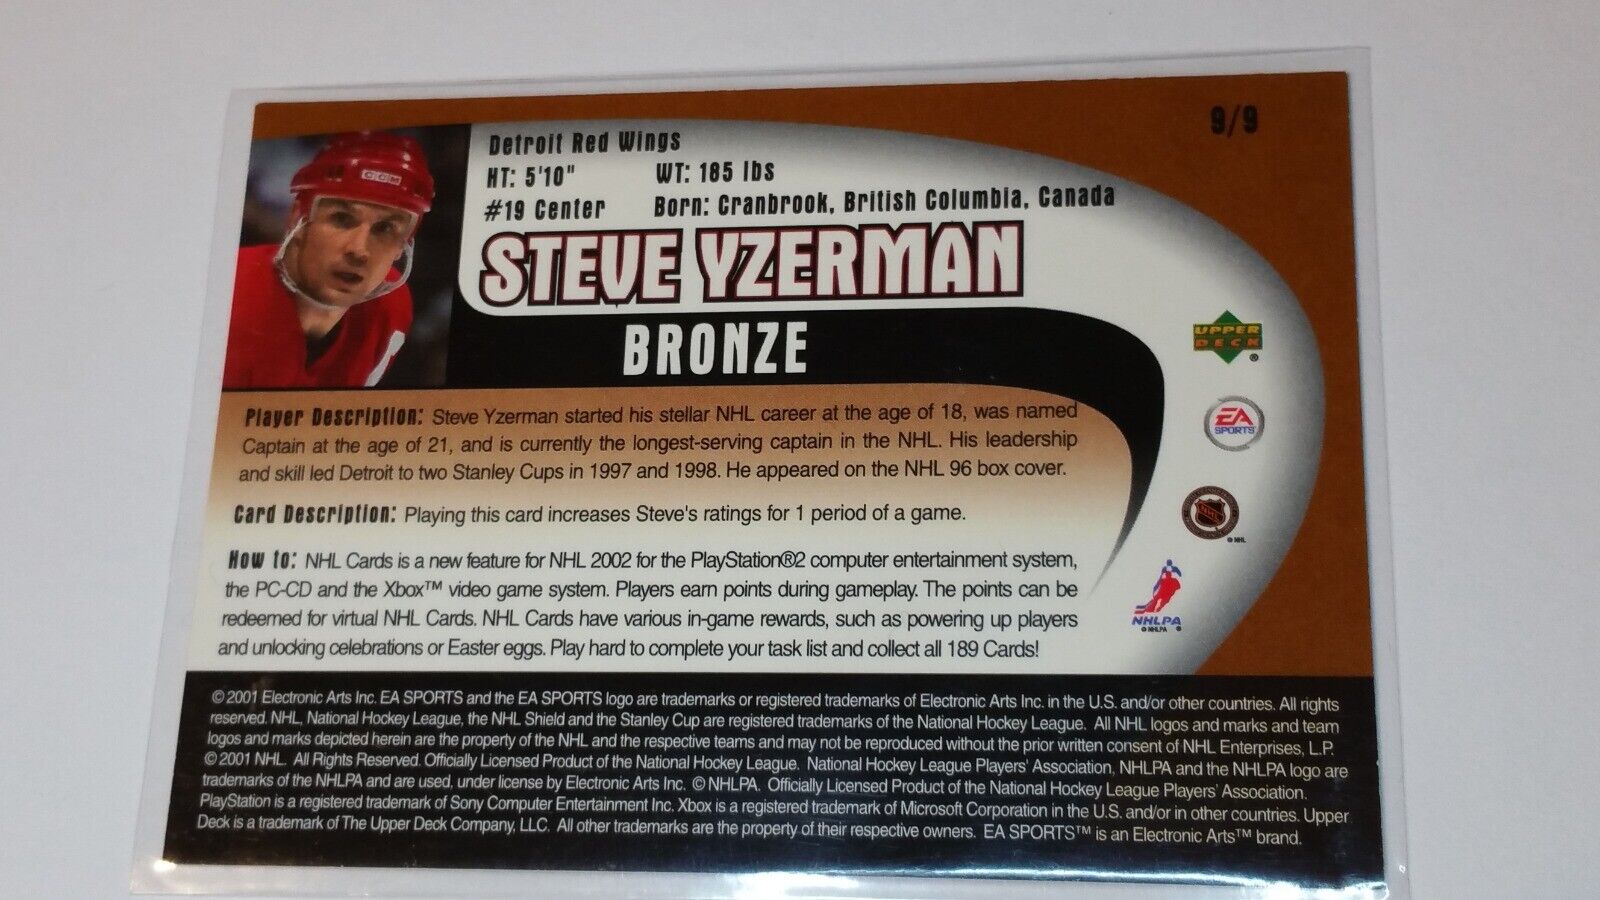 9/9
CCM
Detroit Red Wings
HT: 5'10" WT: 185 lbs
#19 Center Born: Cranbrook, British Columbia, Canada
STEVE YZERMAN
BRONZE
UPPER
DECK
®
EA
SPORTS
NHL
® NHL
NHLPA
® NHLPA ®
Player Description: Steve Yzerman started his stellar NHL career at the age of 18, was named
Captain at the age of 21, and is currently the longest-serving captain in the NHL. His leadership
and skill led Detroit to two Stanley Cups in 1997 and 1998. He appeared on the NHL 96 box cover.
Card Description: Playing this card increases Steve's ratings for 1 period of a game.
How to: NHL Cards is a new feature for NHL 2002 for the PlayStation®2 computer entertainment system,
the PC-CD and the Xbox™ video game system. Players earn points during gameplay. The points can be
redeemed for virtual NHL Cards. NHL Cards have various in-game rewards, such as powering up players
and unlocking celebrations or Easter eggs. Play hard to complete your task list and collect all 189 Cards!
© 2001 Electronic Arts Inc. EA SPORTS and the EA SPORTS logo are trademarks or registered trademarks of Electronic Arts Inc. in the U.S. and/or other countries. All rights
reserved. NHL, National Hockey League, the NHL Shield and the Stanley Cup are registered trademarks of the National Hockey League. All NHL logos and marks and team
logos and marks depicted herein are the property of the NHL and the respective teams and may not be reproduced without the prior written consent of NHL Enterprises, L.P.
© 2001 NHL. All Rights Reserved. Officially Licensed Product of the National Hockey League. National Hockey League Players' Association, NHLPA and the NHLPA logo are
trademarks of the NHLPA and are used, under license by Electronic Arts Inc. © NHLPA. Officially Licensed Product of the National Hockey League Players' Association.
PlayStation is a registered trademark of Sony Computer Entertainment Inc. Xbox is a registered trademark of Microsoft Corporation in the U.S. and/or in other countries. Upper
Deck is a trademark of The Upper Deck Company, LLC. All other trademarks are the property of their respective owners. EA SPORTS™ is an Electronic Arts™ brand.